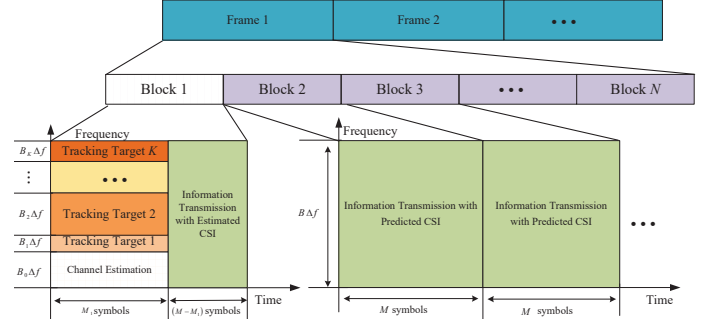 Frame 1 Frame 2 •••
Block 1 Block 2 Block 3 ••• Block N
Frequency
B_K Δf Tracking Target K
⋮ •••
B_2 Δf Tracking Target 2
B_1 Δf Tracking Target 1
B_0 Δf Channel Estimation
Information
Transmission
with Estimated
CSI
Time
M_1 symbols (M−M_1) symbols
Frequency
B Δf
Information Transmission with
Predicted CSI
Information Transmission
with Predicted CSI
•••
Time
M symbols M symbols